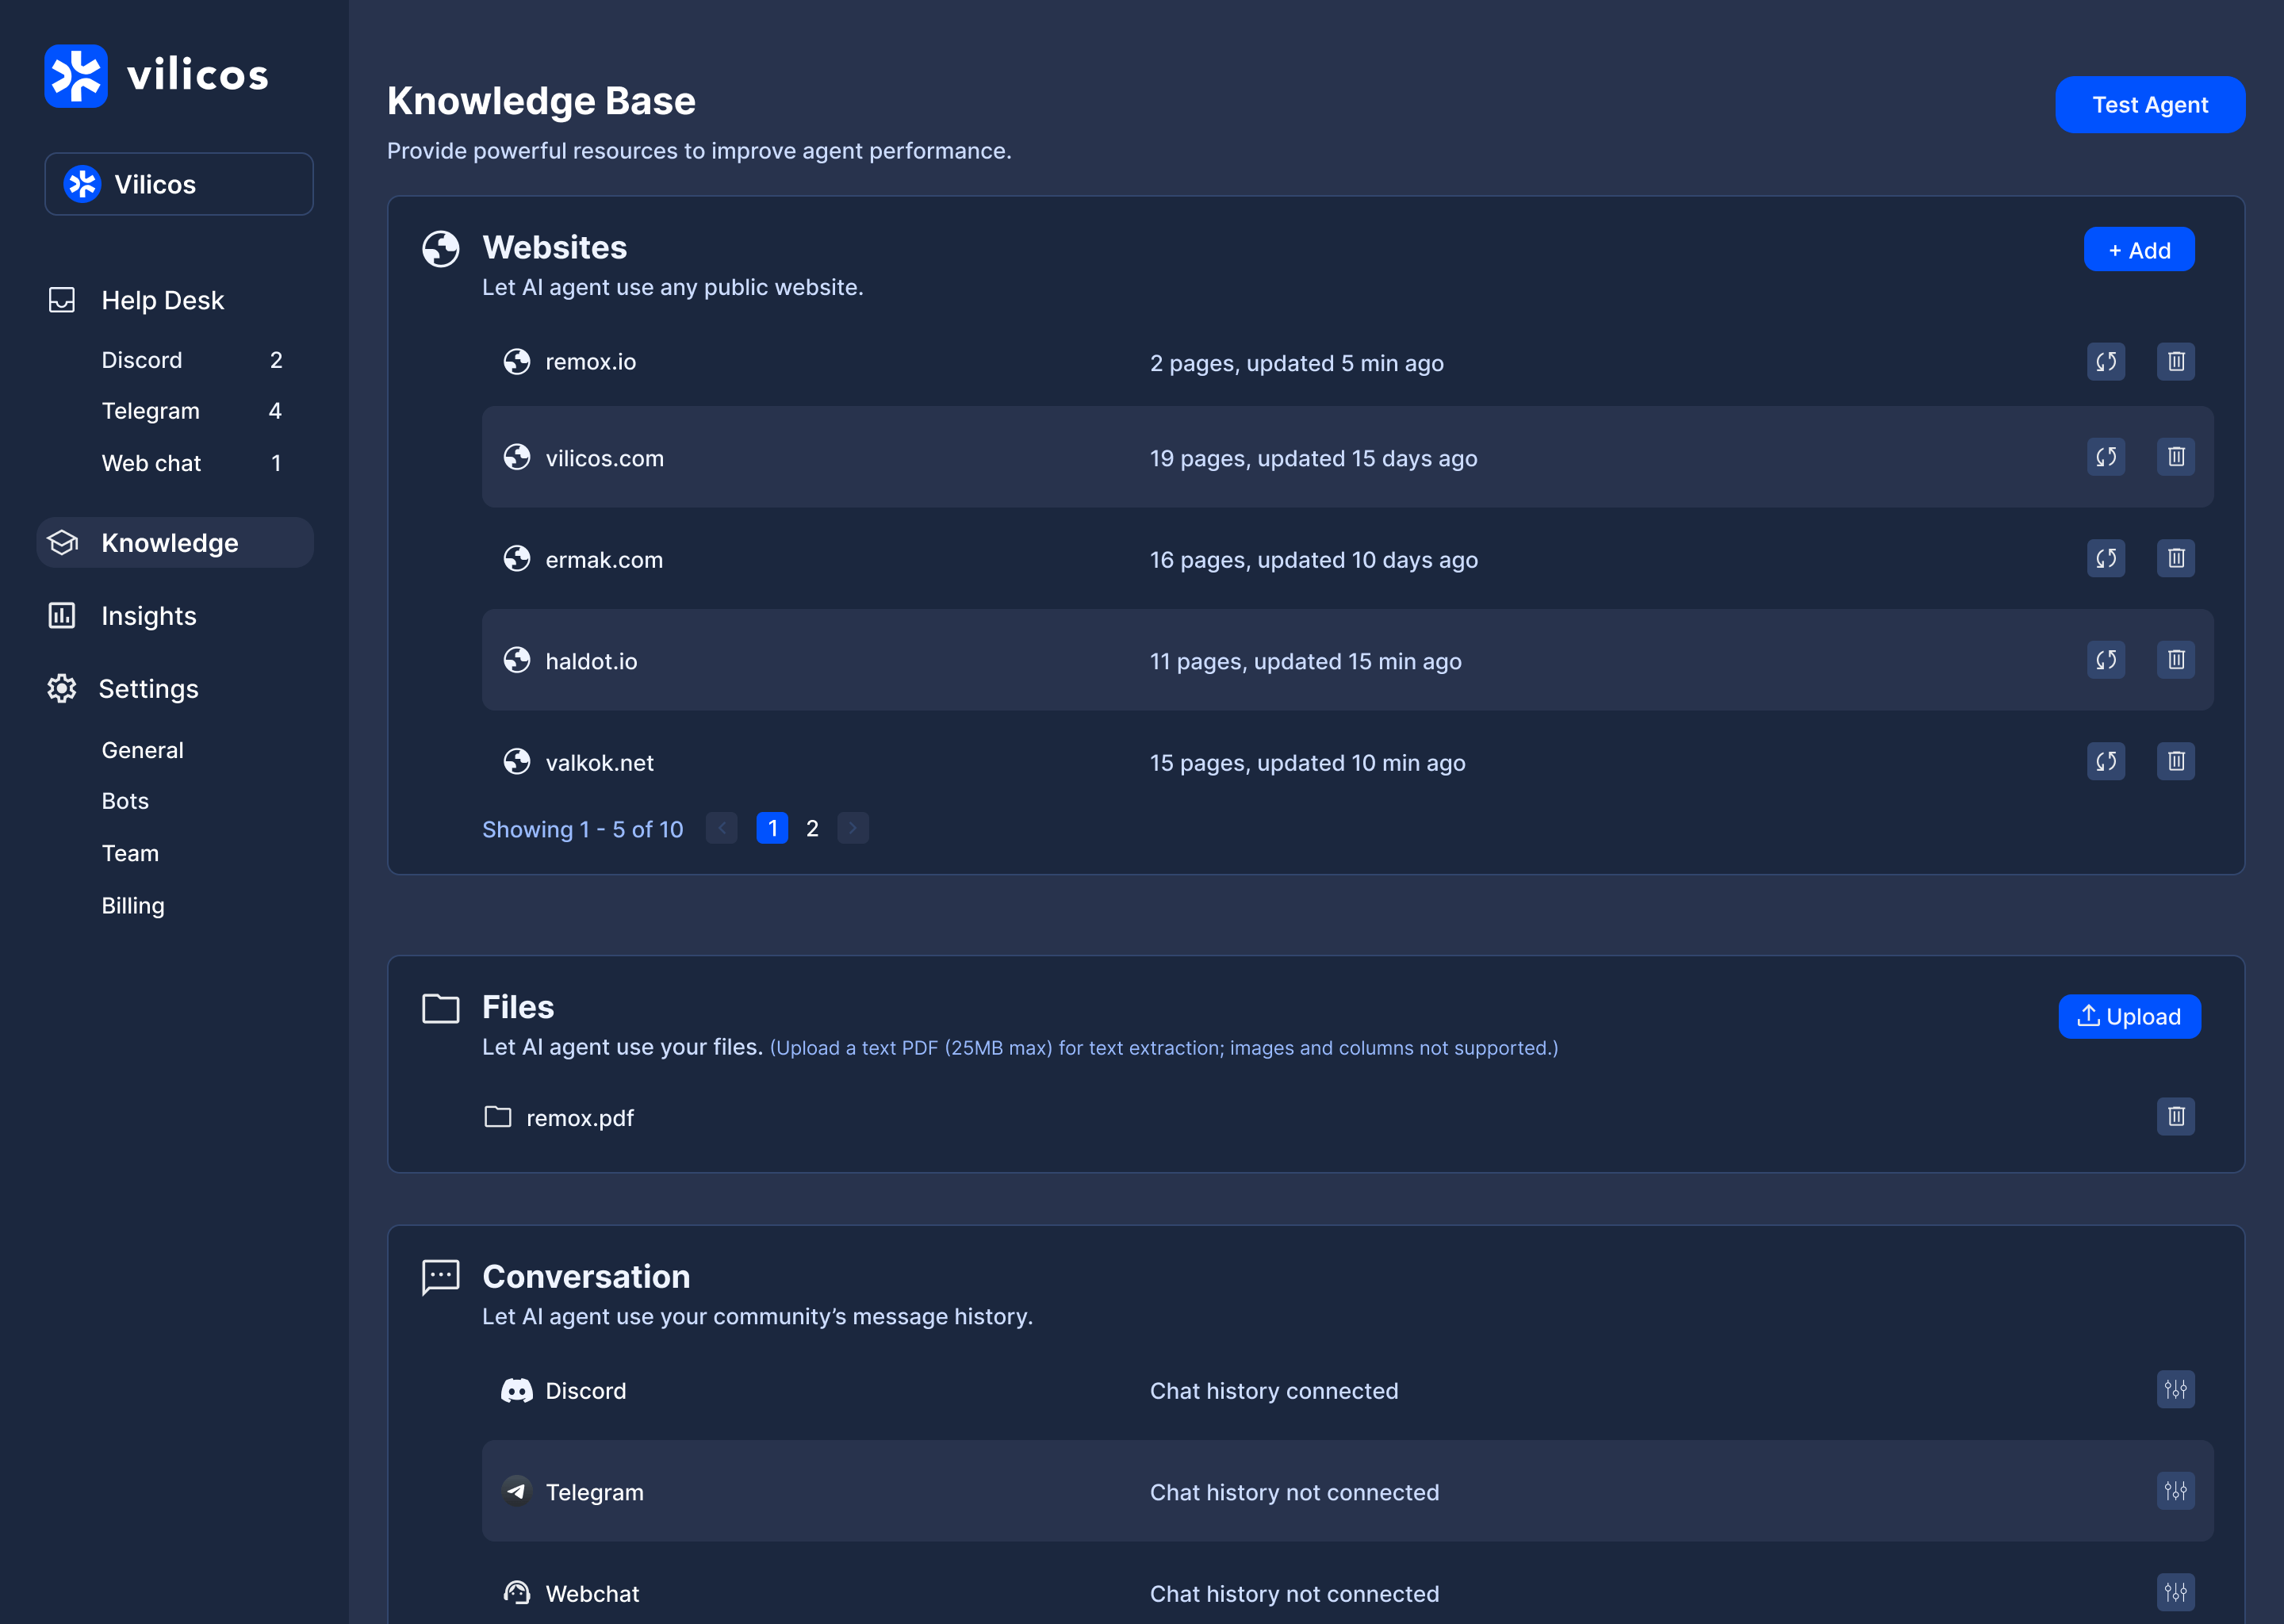 vilicos
Vilicos
Help Desk
Discord 2
Telegram 4
Web chat 1
Knowledge
Insights
Settings
General
Bots
Team
Billing
Knowledge Base
Provide powerful resources to improve agent performance.
Test Agent
Websites
Let AI agent use any public website.
+ Add
remox.io 2 pages, updated 5 min ago
vilicos.com 19 pages, updated 15 days ago
ermak.com 16 pages, updated 10 days ago
haldot.io 11 pages, updated 15 min ago
valkok.net 15 pages, updated 10 min ago
Showing 1 - 5 of 10 < 1 2 >
Files
Let AI agent use your files. (Upload a text PDF (25MB max) for text extraction; images and columns not supported.)
Upload
remox.pdf
Conversation
Let AI agent use your community’s message history.
Discord Chat history connected
Telegram Chat history not connected
Webchat Chat history not connected